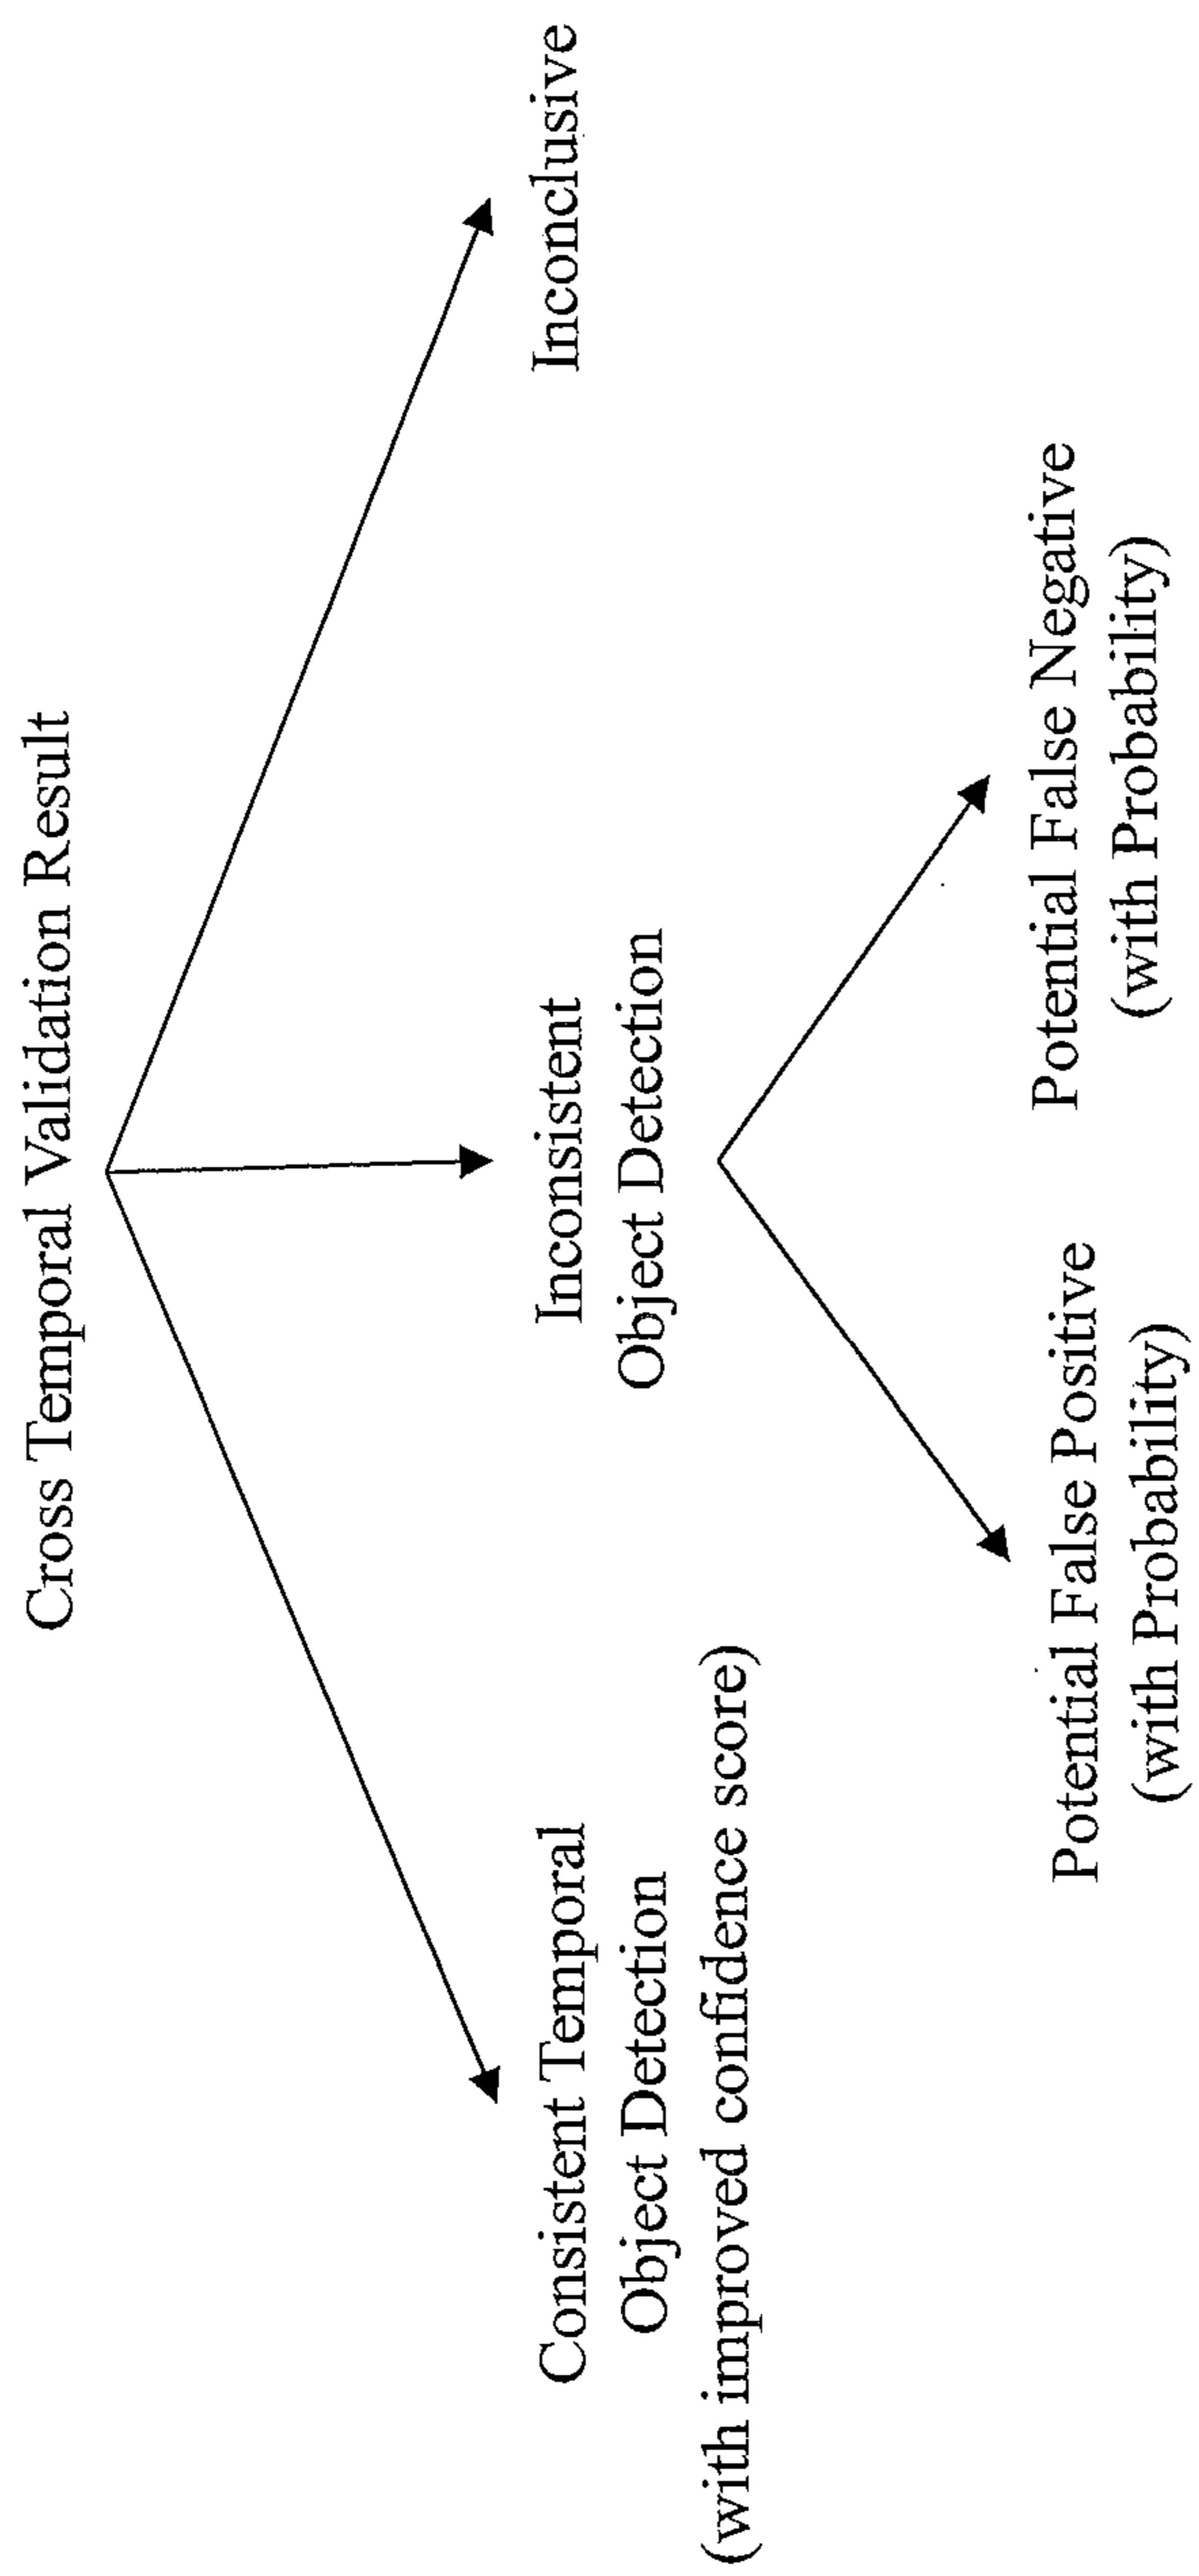 Cross Temporal Validation Result
Consistent Temporal
Object Detection
(with improved confidence score)
Inconsistent
Object Detection
Inconclusive
Potential False Positive
(with Probability)
Potential False Negative
(with Probability)